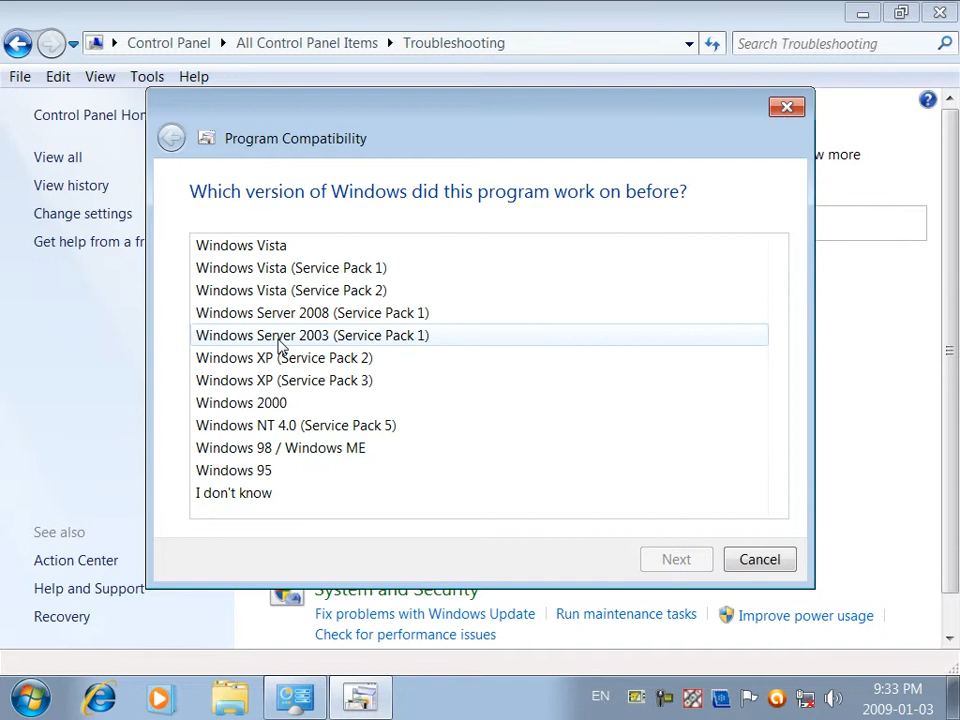 Control Panel All Control Panel Items Troubleshooting Search Troubleshooting
File Edit View Tools Help
Control Panel Hor
View all
View history
Change settings
Get help from a fr
w more
Program Compatibility
Which version of Windows did this program work on before?
Windows Vista
Windows Vista (Service Pack 1)
Windows Vista (Service Pack 2)
Windows Server 2008 (Service Pack 1)
Windows Server 2003 (Service Pack 1)
Windows XP (Service Pack 2)
Windows XP (Service Pack 3)
Windows 2000
Windows NT 4.0 (Service Pack 5)
Windows 98 / Windows ME
Windows 95
I don't know
Next Cancel
See also
Action Center
Help and Support
Recovery
System and Security
Fix problems with Windows Update Run maintenance tasks Improve power usage
Check for performance issues
EN
9:33 PM
2009-01-03